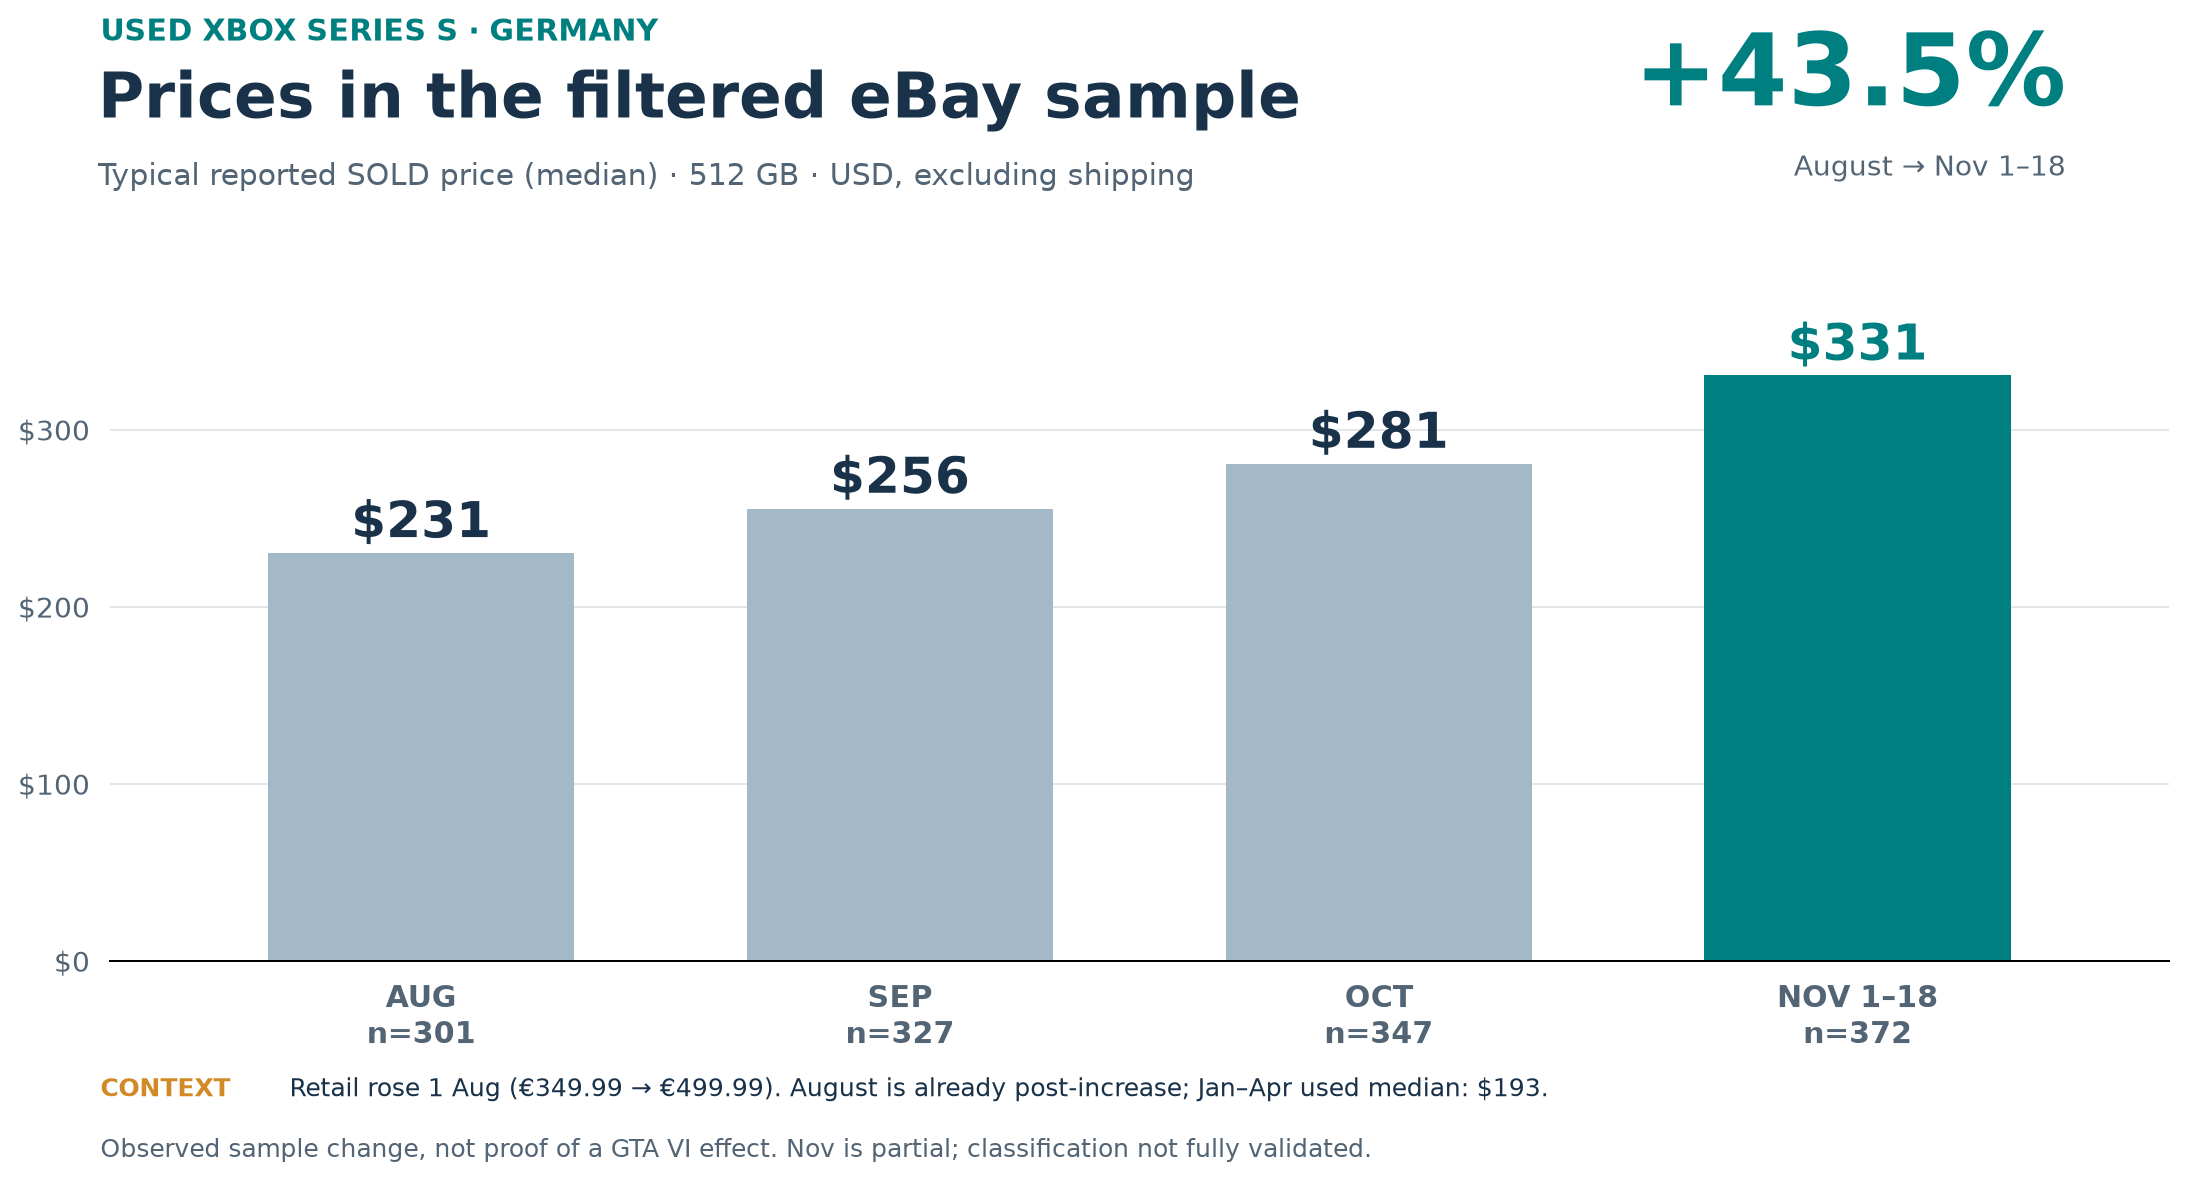 USED XBOX SERIES S · GERMANY
Prices in the filtered eBay sample
Typical reported SOLD price (median) · 512 GB · USD, excluding shipping
+43.5%
August → Nov 1–18
$300
$200
$100
$0
$231
$256
$281
$331
AUG
n=301
SEP
n=327
OCT
n=347
NOV 1–18
n=372
CONTEXT Retail rose 1 Aug (€349.99 → €499.99). August is already post-increase; Jan–Apr used median: $193.
Observed sample change, not proof of a GTA VI effect. Nov is partial; classification not fully validated.